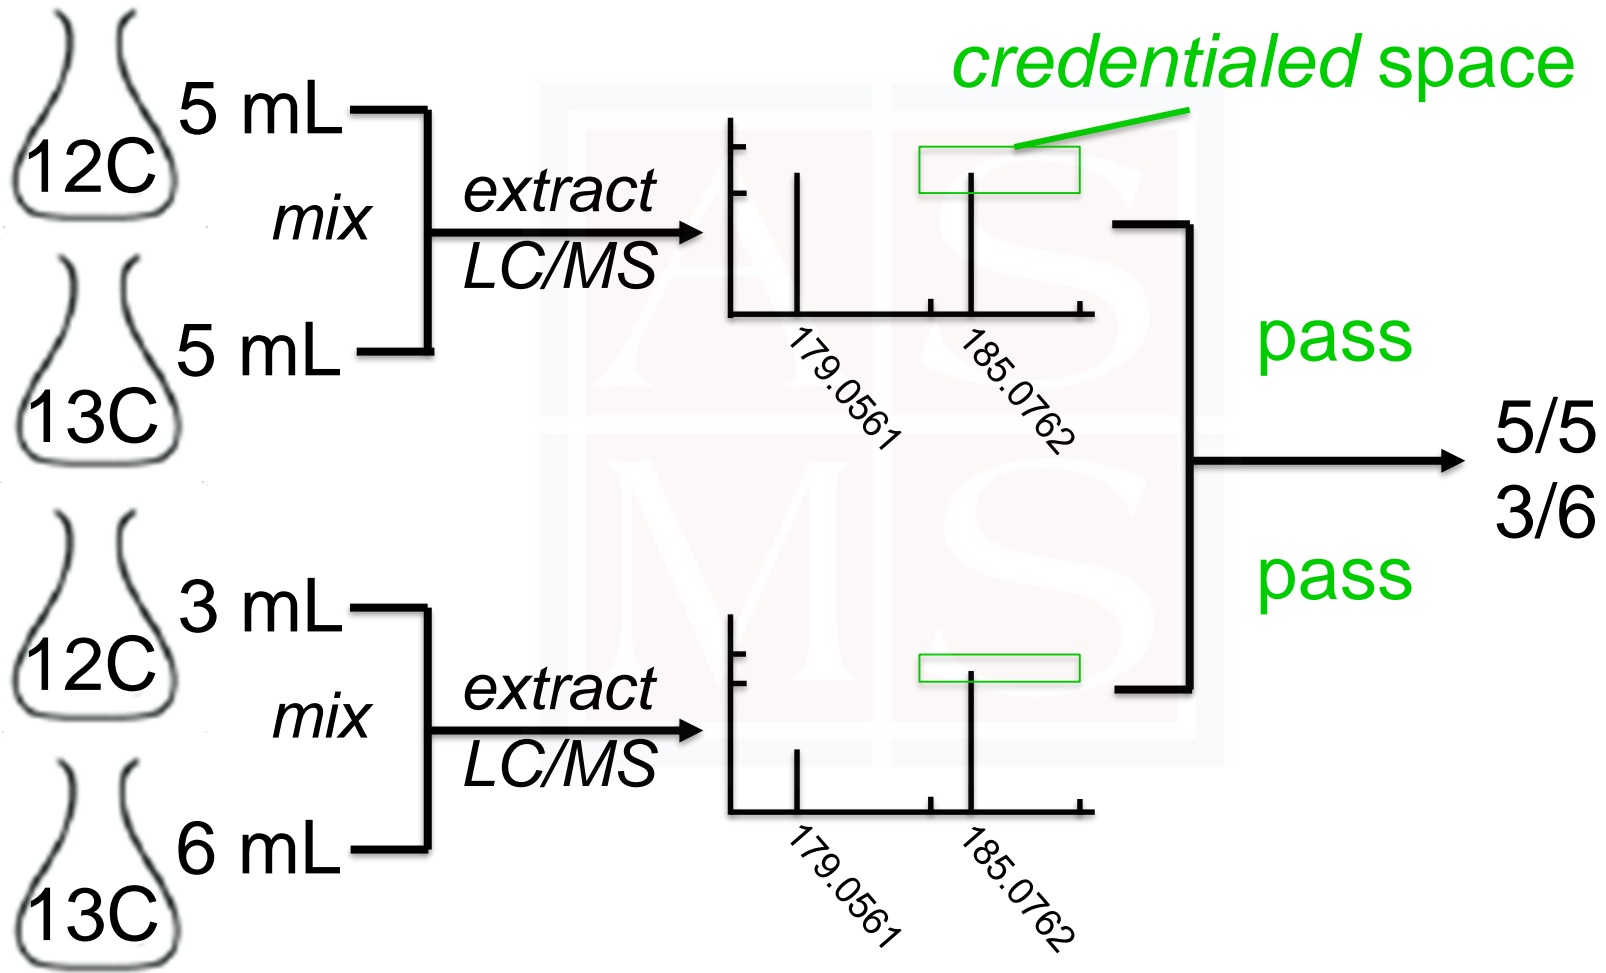 credentialed space
12C
5 mL
mix
13C
5 mL
extract
LC/MS
179.0561
185.0762
pass
12C
3 mL
mix
13C
6 mL
extract
LC/MS
179.0561
185.0762
pass
5/5
3/6
A S
M S